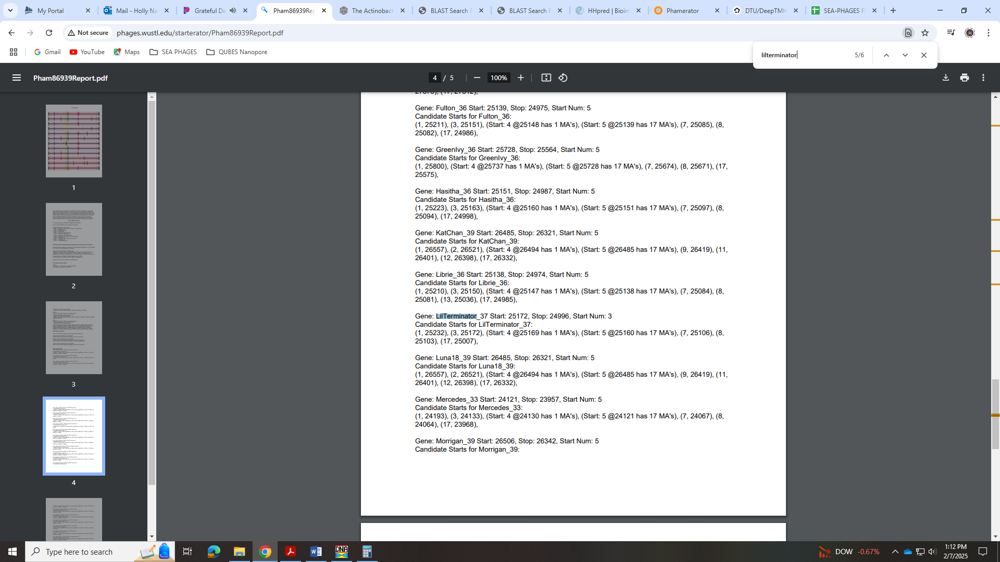 My Portal
Mail - Holly Na
Grateful De
Pham86939Rep
The Actinobact
BLAST Search R
BLAST Search R
HHpred | Bioin
Phamerator
DTU/DeepTMH
SEA-PHAGES F
Not secure
phages.wustl.edu/starterator/Pham86939Report.pdf
H
Gmail
YouTube
Maps
SEA PHAGES
QUBES Nanopore
lilterminator
5/6
Pham86939Report.pdf
4 / 5
100%
Gene: Fulton_36 Start: 25139, Stop: 24975, Start Num: 5
Candidate Starts for Fulton_36:
(1, 25211), (3, 25151), (Start: 4 @25148 has 1 MA's), (Start: 5 @25139 has 17 MA's), (7, 25085), (8,
25082), (17, 24986),
Gene: GreenIvy_36 Start: 25728, Stop: 25564, Start Num: 5
Candidate Starts for GreenIvy_36:
(1, 25800), (Start: 4 @25737 has 1 MA's), (Start: 5 @25728 has 17 MA's), (7, 25674), (8, 25671), (17,
25575),
Gene: Hasitha_36 Start: 25151, Stop: 24987, Start Num: 5
Candidate Starts for Hasitha_36:
(1, 25223), (3, 25163), (Start: 4 @25160 has 1 MA's), (Start: 5 @25151 has 17 MA's), (7, 25097), (8,
25094), (17, 24998),
Gene: KatChan_39 Start: 26485, Stop: 26321, Start Num: 5
Candidate Starts for KatChan_39:
(1, 26557), (2, 26521), (Start: 4 @26494 has 1 MA's), (Start: 5 @26485 has 17 MA's), (9, 26419), (11,
26401), (12, 26398), (17, 26332),
Gene: Librie_36 Start: 25138, Stop: 24974, Start Num: 5
Candidate Starts for Librie_36:
(1, 25210), (3, 25150), (Start: 4 @25147 has 1 MA's), (Start: 5 @25138 has 17 MA's), (7, 25084), (8,
25081), (13, 25036), (17, 24985),
Gene: LilTerminator_37 Start: 25172, Stop: 24996, Start Num: 3
Candidate Starts for LilTerminator_37:
(1, 25232), (3, 25172), (Start: 4 @25169 has 1 MA's), (Start: 5 @25160 has 17 MA's), (7, 25106), (8,
25103), (17, 25007),
Gene: Luna18_39 Start: 26485, Stop: 26321, Start Num: 5
Candidate Starts for Luna18_39:
(1, 26557), (2, 26521), (Start: 4 @26494 has 1 MA's), (Start: 5 @26485 has 17 MA's), (9, 26419), (11,
26401), (12, 26398), (17, 26332),
Gene: Mercedes_33 Start: 24121, Stop: 23957, Start Num: 5
Candidate Starts for Mercedes_33:
(1, 24193), (3, 24133), (Start: 4 @24130 has 1 MA's), (Start: 5 @24121 has 17 MA's), (7, 24067), (8,
24064), (17, 23968),
Gene: Morrigan_39 Start: 26506, Stop: 26342, Start Num: 5
Candidate Starts for Morrigan_39:
1
2
3
4
Type here to search
DNA
DOW -0.67%
1:12 PM
2/7/2025